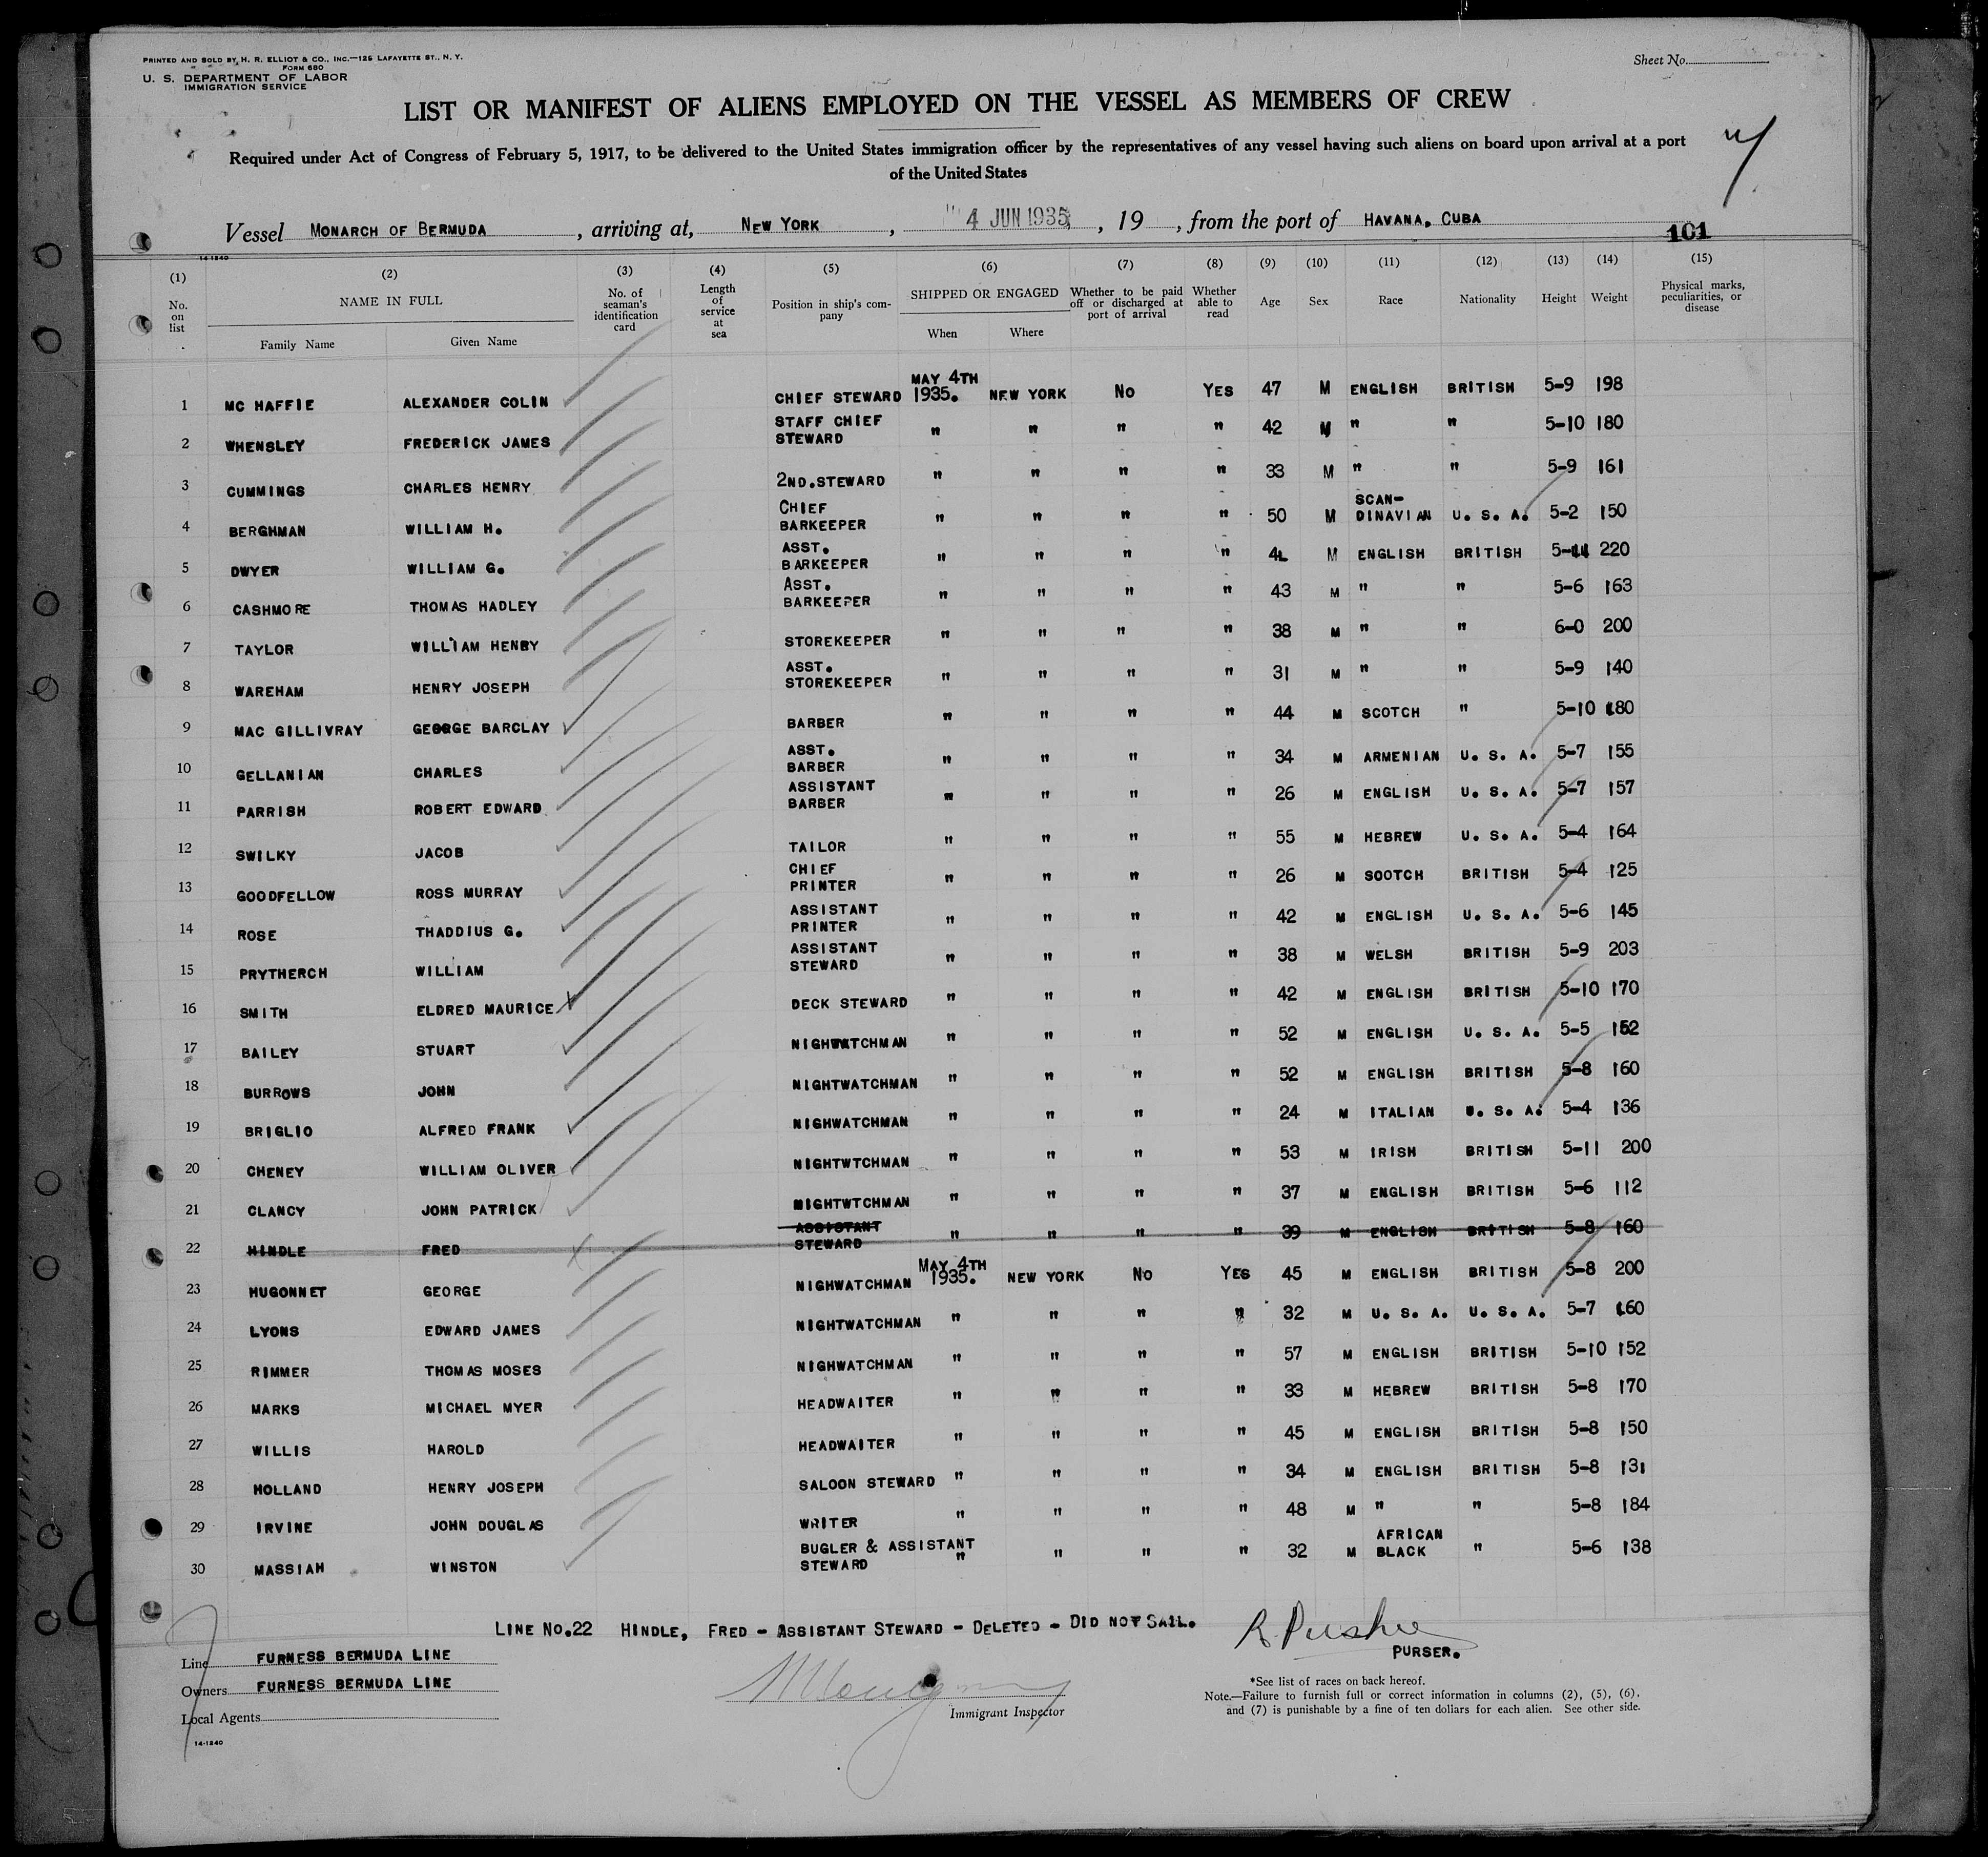 PRINTED AND SOLD BY H. R. ELLIOT & CO., INC.—125 LAFAYETTE ST., N. Y.
FORM 680
U. S. DEPARTMENT OF LABOR
IMMIGRATION SERVICE
Sheet No.
LIST OR MANIFEST OF ALIENS EMPLOYED ON THE VESSEL AS MEMBERS OF CREW
Required under Act of Congress of February 5, 1917, to be delivered to the United States immigration officer by the representatives of any vessel having such aliens on board upon arrival at a port
of the United States
Vessel MONARCH OF BERMUDA, arriving at, NEW YORK, 4 JUN 1935, 19 , from the port of HAVANA, CUBA
101
14-1240
(1) (2) (3) (4) (5) (6) (7) (8) (9) (10) (11) (12) (13) (14) (15)
No. on list NAME IN FULL Family Name Given Name No. of seaman's identification card Length of service at sea Position in ship's company SHIPPED OR ENGAGED When Where Whether to be paid off or discharged at port of arrival Whether able to read Age Sex Race Nationality Height Weight Physical marks, peculiarities, or disease
1 MC HAFFIE ALEXANDER COLIN CHIEF STEWARD MAY 4TH 1935. NEW YORK NO YES 47 M ENGLISH BRITISH 5-9 198
2 WHENSLEY FREDERICK JAMES STAFF CHIEF STEWARD " " " " 42 M " " 5-10 180
3 CUMMINGS CHARLES HENRY 2ND.STEWARD " " " " 33 M " " 5-9 161
4 BERGHMAN WILLIAM H. CHIEF BARKEEPER " " " " 50 M SCAN-DINAVIAN U. S. A. 5-2 150
5 DWYER WILLIAM G. ASST. BARKEEPER " " " " M ENGLISH BRITISH 220
6 CASHMORE THOMAS HADLEY ASST. BARKEEPER " " " " 43 M " " 5-6 163
7 TAYLOR WILLIAM HENRY STOREKEEPER " " " " 38 M " " 6-0 200
8 WAREHAM HENRY JOSEPH ASST. STOREKEEPER " " " " 31 M " " 5-9 140
9 MAC GILLIVRAY GEORGE BARCLAY BARBER " " " " 44 M SCOTCH " 5-10 180
10 GELLANIAN CHARLES ASST. BARBER " " " " 34 M ARMENIAN U. S. A. 5-7 155
11 PARRISH ROBERT EDWARD ASSISTANT BARBER " " " " 26 M ENGLISH U. S. A. 5-7 157
12 SWILKY JACOB TAILOR " " " " 55 M HEBREW U. S. A. 5-4 164
13 GOODFELLOW ROSS MURRAY CHIEF PRINTER " " " " 26 M SOOTCH BRITISH 5-4 125
14 ROSE THADDIUS G. ASSISTANT PRINTER " " " " 42 M ENGLISH U. S. A. 5-6 145
15 PRYTHERCH WILLIAM ASSISTANT STEWARD " " " " 38 M WELSH BRITISH 5-9 203
16 SMITH ELDRED MAURICE DECK STEWARD " " " " 42 M ENGLISH BRITISH 5-10 170
17 BAILEY STUART NIGHWATCHMAN " " " " 52 M ENGLISH U. S. A. 5-5 152
18 BURROWS JOHN NIGHTWATCHMAN " " " " 52 M ENGLISH BRITISH 5-8 160
19 BRIGLIO ALFRED FRANK NIGHWATCHMAN " " " " 24 M ITALIAN U. S. A. 5-4 136
20 CHENEY WILLIAM OLIVER NIGHTWTCHMAN " " " " 53 M IRISH BRITISH 5-11 200
21 CLANCY JOHN PATRICK NIGHTWTCHMAN " " " " 37 M ENGLISH BRITISH 5-6 112
22 HINDLE FRED ASSISTANT STEWARD " " " " 39 M ENGLISH BRITISH 5-8 160
23 HUGONNET GEORGE NIGHWATCHMAN MAY 4TH 1935. NEW YORK NO YES 45 M ENGLISH BRITISH 5-8 200
24 LYONS EDWARD JAMES NIGHTWATCHMAN " " " " 32 M U. S. A. U. S. A. 5-7 160
25 RIMMER THOMAS MOSES NIGHWATCHMAN " " " " 57 M ENGLISH BRITISH 5-10 152
26 MARKS MICHAEL MYER HEADWAITER " " " " 33 M HEBREW BRITISH 5-8 170
27 WILLIS HAROLD HEADWAITER " " " " 45 M ENGLISH BRITISH 5-8 150
28 HOLLAND HENRY JOSEPH SALOON STEWARD " " " " 34 M ENGLISH BRITISH 5-8 131
29 IRVINE JOHN DOUGLAS WRITER " " " " 48 M " " 5-8 184
30 MASSIAH WINSTON BUGLER & ASSISTANT STEWARD " " " " 32 M AFRICAN BLACK " 5-6 138
LINE NO.22 HINDLE, FRED - ASSISTANT STEWARD - DELETED - DID NOT SAIL.
PURSER.
Line FURNESS BERMUDA LINE
Owners FURNESS BERMUDA LINE
Local Agents
14-1240
Immigrant Inspector
*See list of races on back hereof.
Note.—Failure to furnish full or correct information in columns (2), (5), (6),
and (7) is punishable by a fine of ten dollars for each alien. See other side.